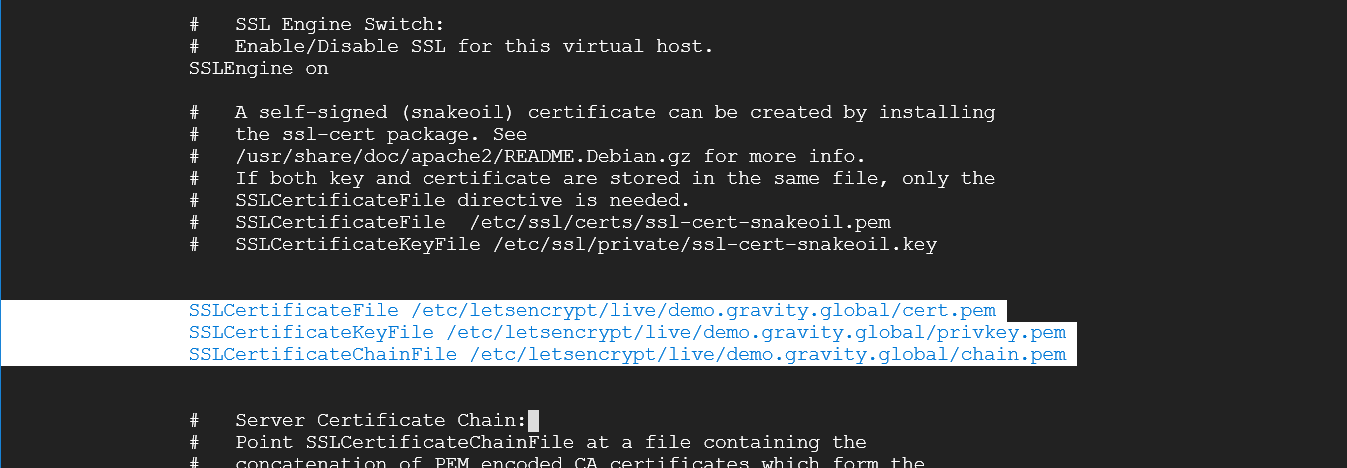 #   SSL Engine Switch:
#   Enable/Disable SSL for this virtual host.
SSLEngine on
#   A self-signed (snakeoil) certificate can be created by installing
#   the ssl-cert package. See
#   /usr/share/doc/apache2/README.Debian.gz for more info.
#   If both key and certificate are stored in the same file, only the
#   SSLCertificateFile directive is needed.
#   SSLCertificateFile  /etc/ssl/certs/ssl-cert-snakeoil.pem
#   SSLCertificateKeyFile /etc/ssl/private/ssl-cert-snakeoil.key
SSLCertificateFile /etc/letsencrypt/live/demo.gravity.global/cert.pem
SSLCertificateKeyFile /etc/letsencrypt/live/demo.gravity.global/privkey.pem
SSLCertificateChainFile /etc/letsencrypt/live/demo.gravity.global/chain.pem
#   Server Certificate Chain:
#   Point SSLCertificateChainFile at a file containing the
#   concatenation of PEM encoded CA certificates which form the